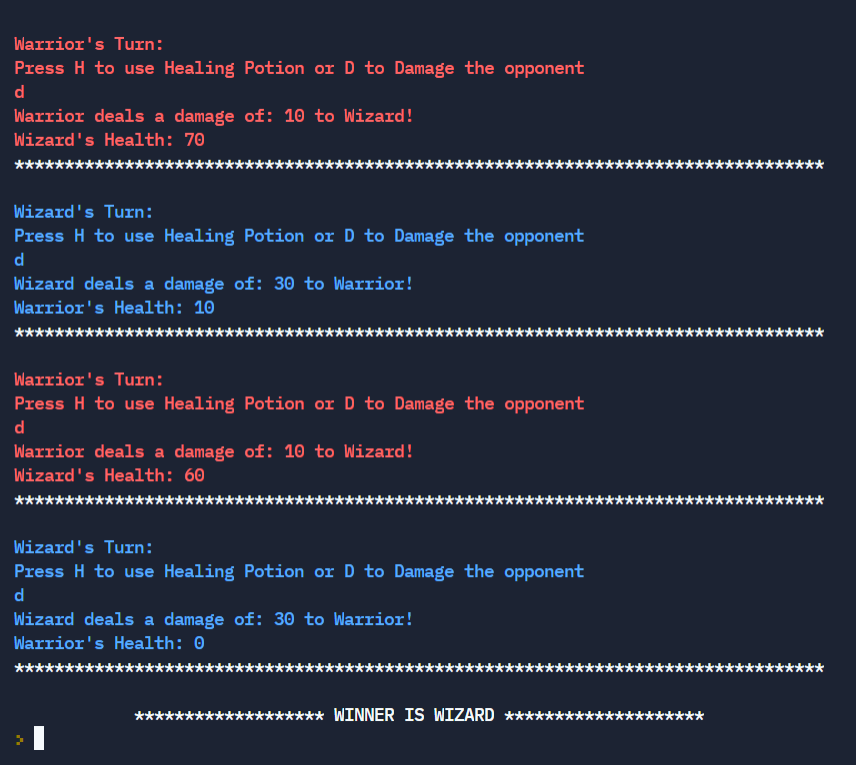 Warrior's Turn:
Press H to use Healing Potion or D to Damage the opponent
d
Warrior deals a damage of: 10 to Wizard!
Wizard's Health: 70
*********************************************************************************
Wizard's Turn:
Press H to use Healing Potion or D to Damage the opponent
d
Wizard deals a damage of: 30 to Warrior!
Warrior's Health: 10
*********************************************************************************
Warrior's Turn:
Press H to use Healing Potion or D to Damage the opponent
d
Warrior deals a damage of: 10 to Wizard!
Wizard's Health: 60
*********************************************************************************
Wizard's Turn:
Press H to use Healing Potion or D to Damage the opponent
d
Wizard deals a damage of: 30 to Warrior!
Warrior's Health: 0
*********************************************************************************
******************* WINNER IS WIZARD ********************
>